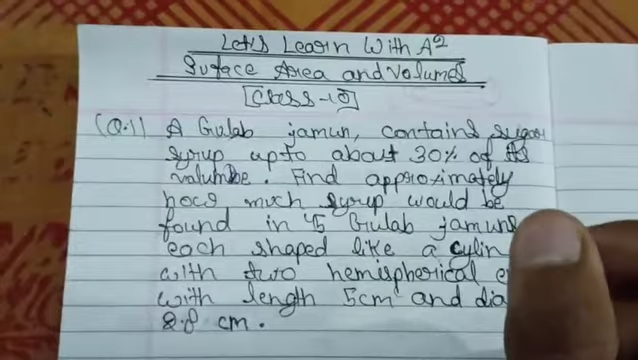 Let's Learn With A2
Suface Area and Volumes
[Class-10]
(Q.1) A Gulab jamun, contains sugar
syrup upto about 30% of its
valumbe. Find approximately
how much syrup would be
found in 45 Gulab jamuns
each shaped like a cylin
with two hemispherical e
with length 5cm and dia
2.8 cm.